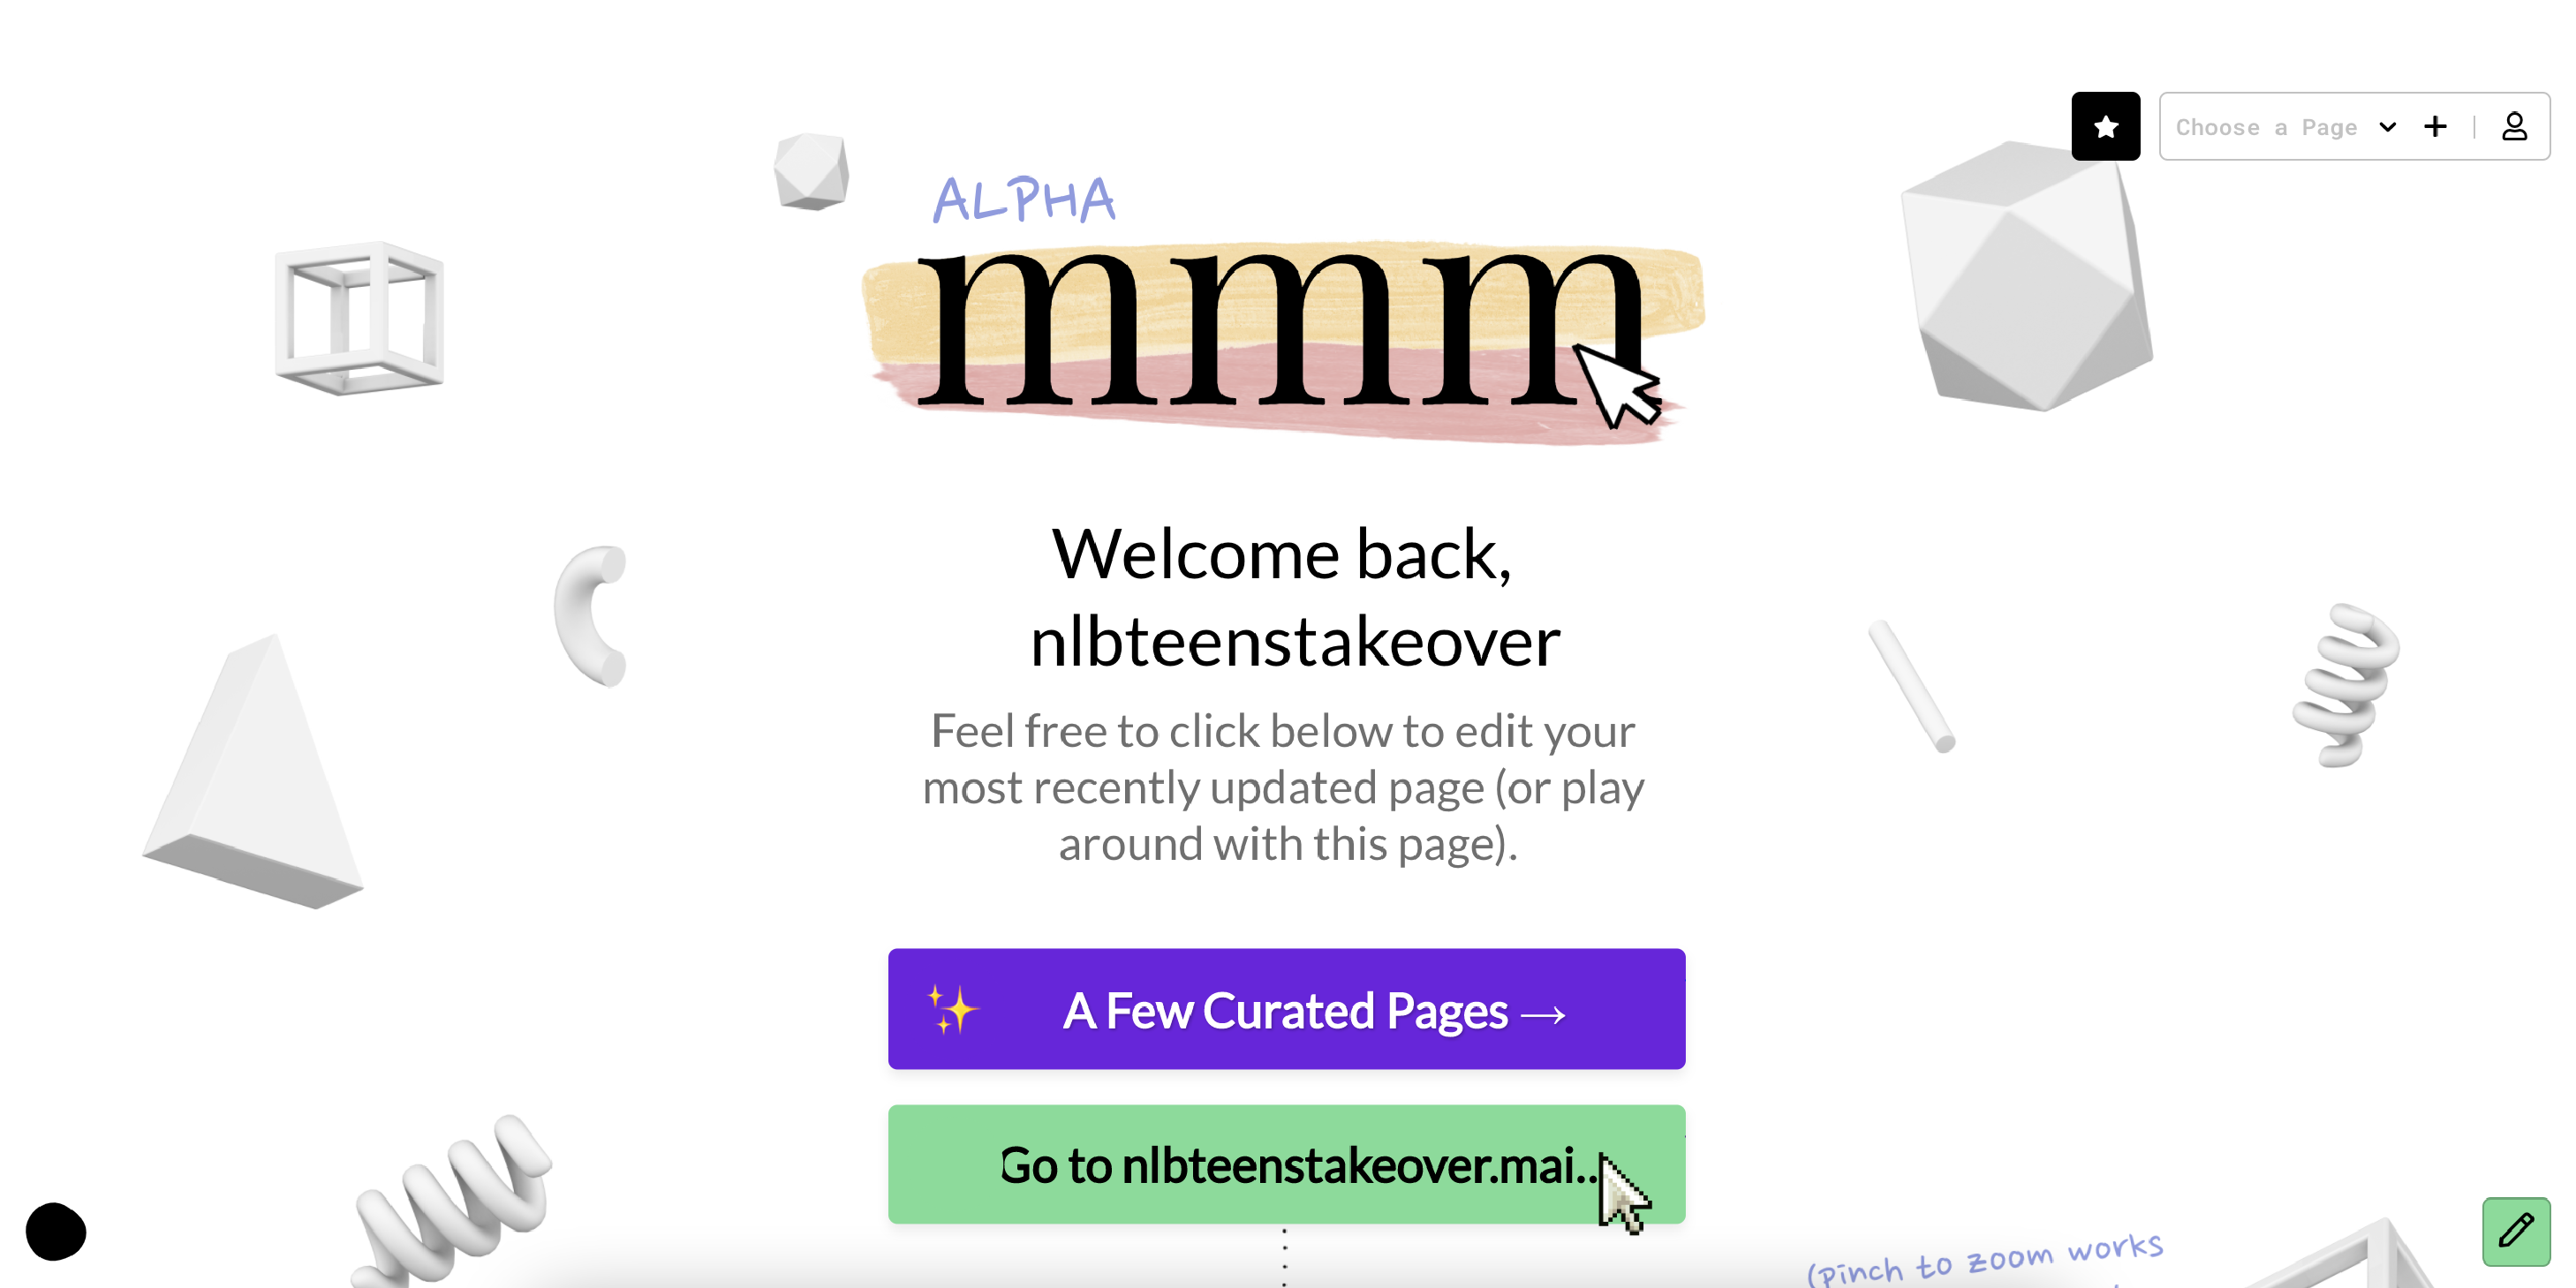 Choose a Page
ALPHA
mmm
Welcome back,
nlbteenstakeover
Feel free to click below to edit your
most recently updated page (or play
around with this page).
A Few Curated Pages →
Go to nlbteenstakeover.mai..
(pinch to zoom works